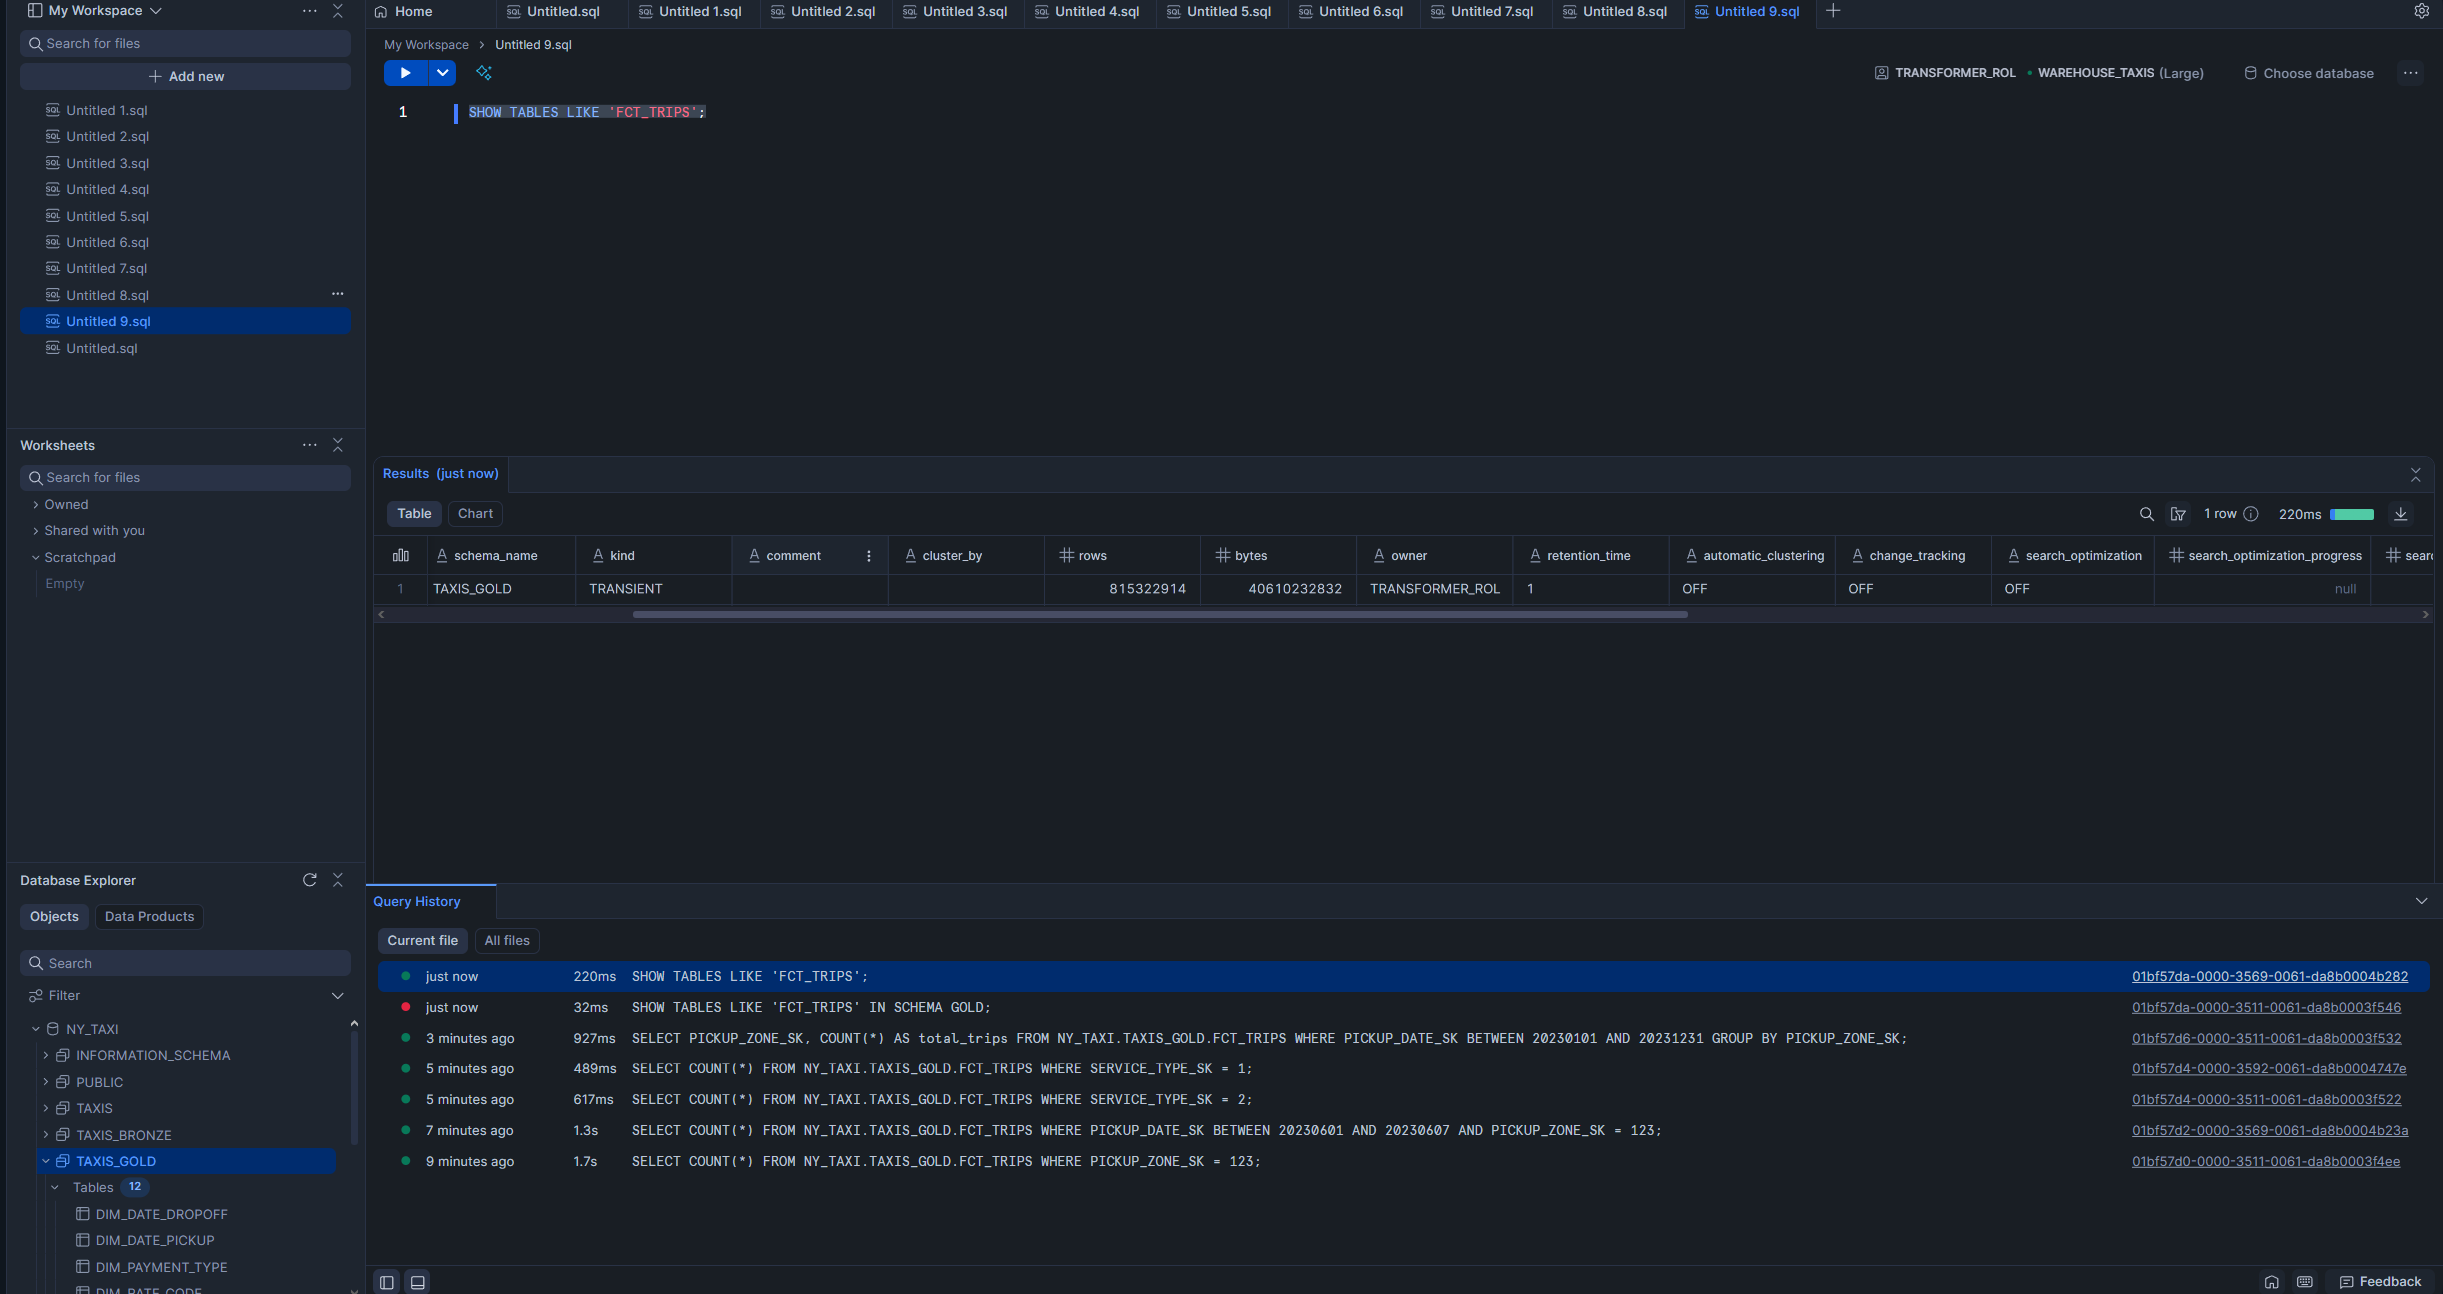 My Workspace
Search for files
Add new
Untitled 1.sql
Untitled 2.sql
Untitled 3.sql
Untitled 4.sql
Untitled 5.sql
Untitled 6.sql
Untitled 7.sql
Untitled 8.sql
Untitled 9.sql
Untitled.sql
Worksheets
Search for files
Owned
Shared with you
Scratchpad
Empty
Database Explorer
Objects Data Products
Search
Filter
NY_TAXI
INFORMATION_SCHEMA
PUBLIC
TAXIS
TAXIS_BRONZE
TAXIS_GOLD
Tables 12
DIM_DATE_DROPOFF
DIM_DATE_PICKUP
DIM_PAYMENT_TYPE
DIM_RATE_CODE
Home Untitled.sql Untitled 1.sql Untitled 2.sql Untitled 3.sql Untitled 4.sql Untitled 5.sql Untitled 6.sql Untitled 7.sql Untitled 8.sql Untitled 9.sql
My Workspace > Untitled 9.sql
TRANSFORMER_ROL • WAREHOUSE_TAXIS (Large) Choose database
1 SHOW TABLES LIKE 'FCT_TRIPS';
Results (just now)
Table Chart
1 row 220ms
schema_name kind comment cluster_by rows bytes owner retention_time automatic_clustering change_tracking search_optimization search_optimization_progress sear
1 TAXIS_GOLD TRANSIENT 815322914 40610232832 TRANSFORMER_ROL 1 OFF OFF OFF null
Query History
Current file All files
just now 220ms SHOW TABLES LIKE 'FCT_TRIPS'; 01bf57da-0000-3569-0061-da8b0004b282
just now 32ms SHOW TABLES LIKE 'FCT_TRIPS' IN SCHEMA GOLD; 01bf57da-0000-3511-0061-da8b0003f546
3 minutes ago 927ms SELECT PICKUP_ZONE_SK, COUNT(*) AS total_trips FROM NY_TAXI.TAXIS_GOLD.FCT_TRIPS WHERE PICKUP_DATE_SK BETWEEN 20230101 AND 20231231 GROUP BY PICKUP_ZONE_SK; 01bf57d6-0000-3511-0061-da8b0003f532
5 minutes ago 489ms SELECT COUNT(*) FROM NY_TAXI.TAXIS_GOLD.FCT_TRIPS WHERE SERVICE_TYPE_SK = 1; 01bf57d4-0000-3592-0061-da8b0004747e
5 minutes ago 617ms SELECT COUNT(*) FROM NY_TAXI.TAXIS_GOLD.FCT_TRIPS WHERE SERVICE_TYPE_SK = 2; 01bf57d4-0000-3511-0061-da8b0003f522
7 minutes ago 1.3s SELECT COUNT(*) FROM NY_TAXI.TAXIS_GOLD.FCT_TRIPS WHERE PICKUP_DATE_SK BETWEEN 20230601 AND 20230607 AND PICKUP_ZONE_SK = 123; 01bf57d2-0000-3569-0061-da8b0004b23a
9 minutes ago 1.7s SELECT COUNT(*) FROM NY_TAXI.TAXIS_GOLD.FCT_TRIPS WHERE PICKUP_ZONE_SK = 123; 01bf57d0-0000-3511-0061-da8b0003f4ee
Feedback